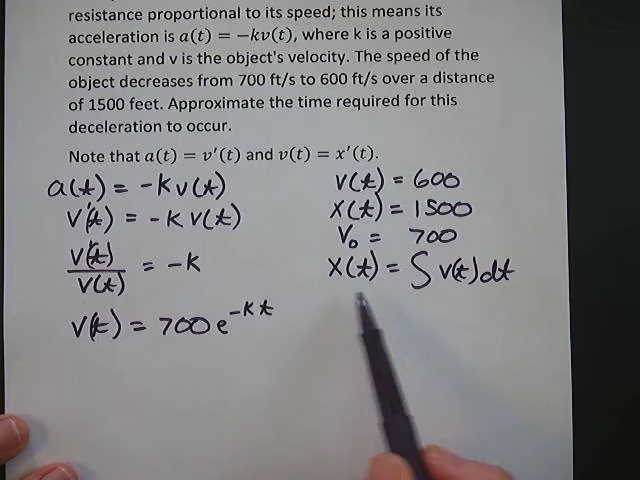 resistance proportional to its speed; this means its
acceleration is a(t) = −kv(t), where k is a positive
constant and v is the object's velocity. The speed of the
object decreases from 700 ft/s to 600 ft/s over a distance
of 1500 feet. Approximate the time required for this
deceleration to occur.
Note that a(t) = v′(t) and v(t) = x′(t).
a(t) = -k v(t)
v'(t) = -k v(t)
v'(t)/v(t) = -k
v(t) = 700 e^-kt
v(t) = 600
x(t) = 1500
v₀ = 700
x(t) = ∫ v(t) dt